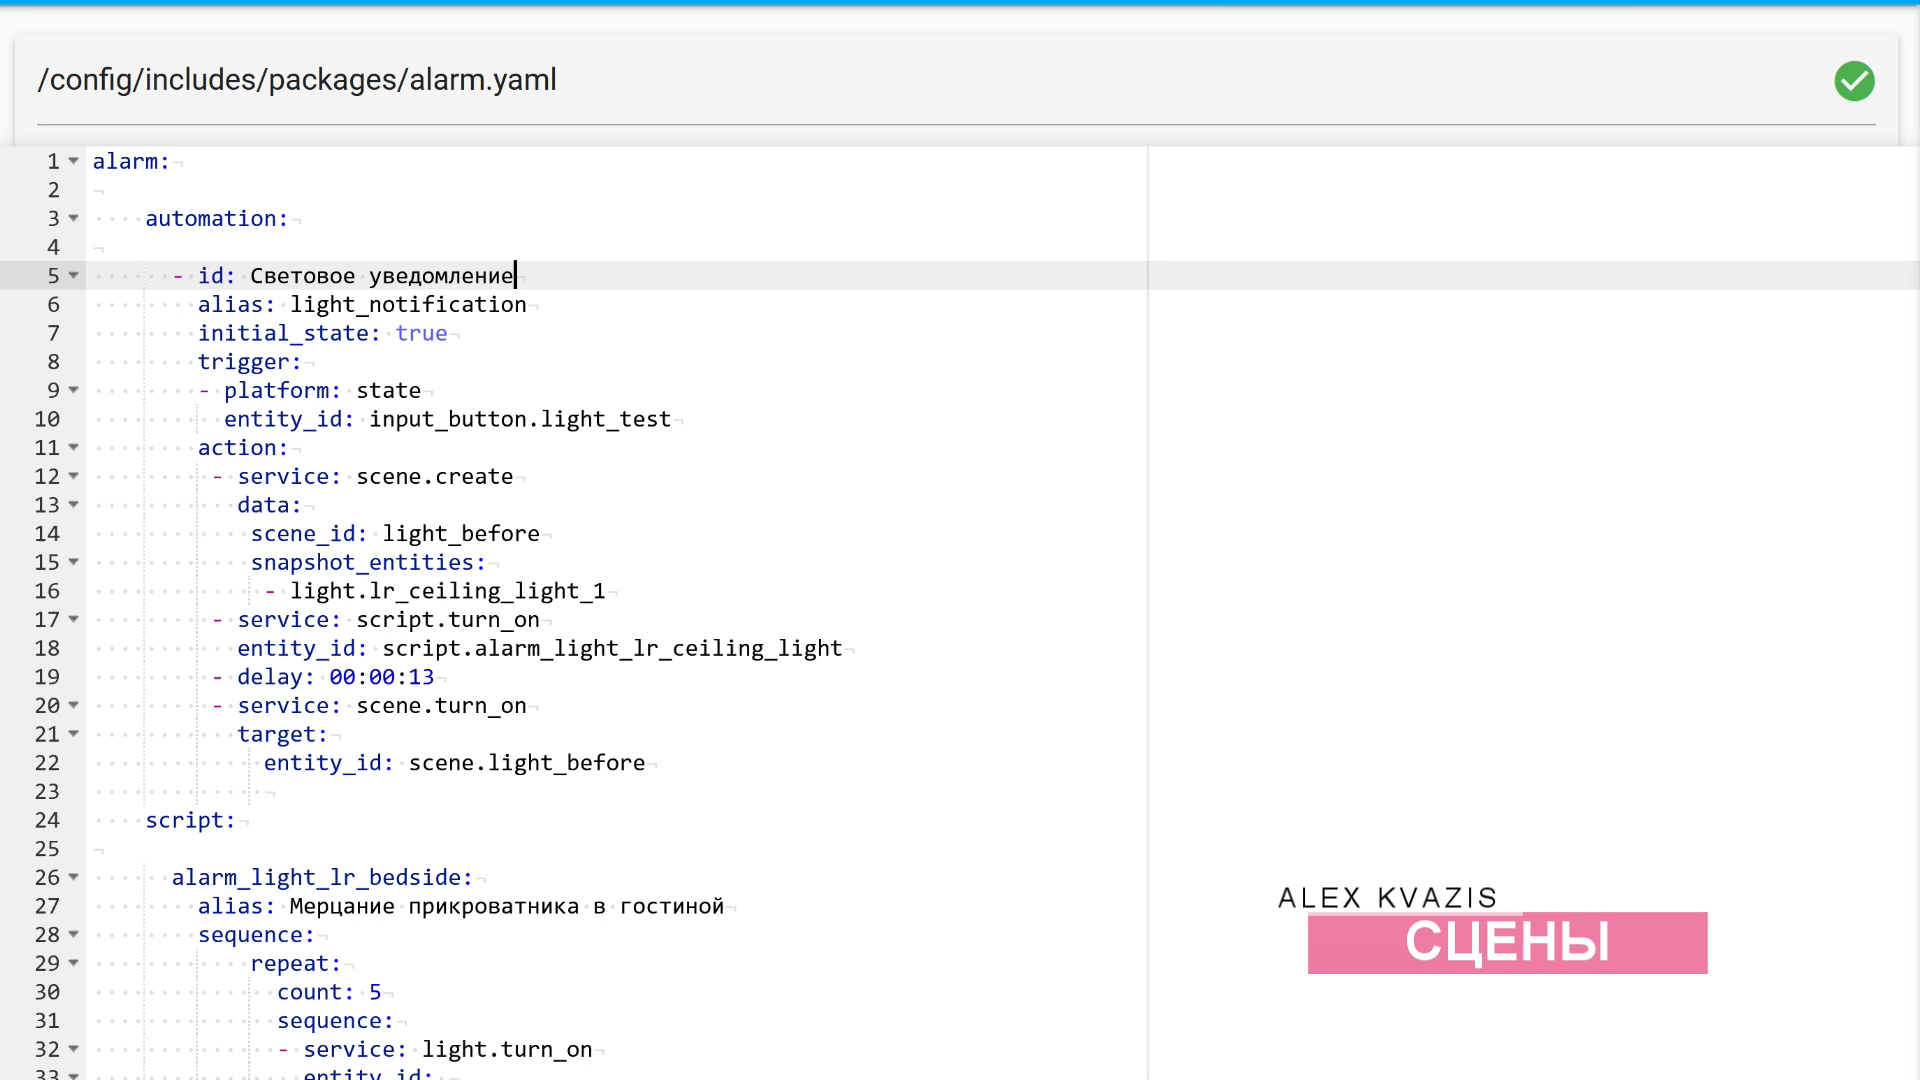 /config/includes/packages/alarm.yaml
1 alarm:
2
3 automation:
4
5 - id: Световое уведомление
6 alias: light_notification
7 initial_state: true
8 trigger:
9 - platform: state
10 entity_id: input_button.light_test
11 action:
12 - service: scene.create
13 data:
14 scene_id: light_before
15 snapshot_entities:
16 - light.lr_ceiling_light_1
17 - service: script.turn_on
18 entity_id: script.alarm_light_lr_ceiling_light
19 - delay: 00:00:13
20 - service: scene.turn_on
21 target:
22 entity_id: scene.light_before
23
24 script:
25
26 alarm_light_lr_bedside:
27 alias: Мерцание прикроватника в гостиной
28 sequence:
29 repeat:
30 count: 5
31 sequence:
32 - service: light.turn_on
33 entity_id:
ALEX KVAZIS
СЦЕНЫ